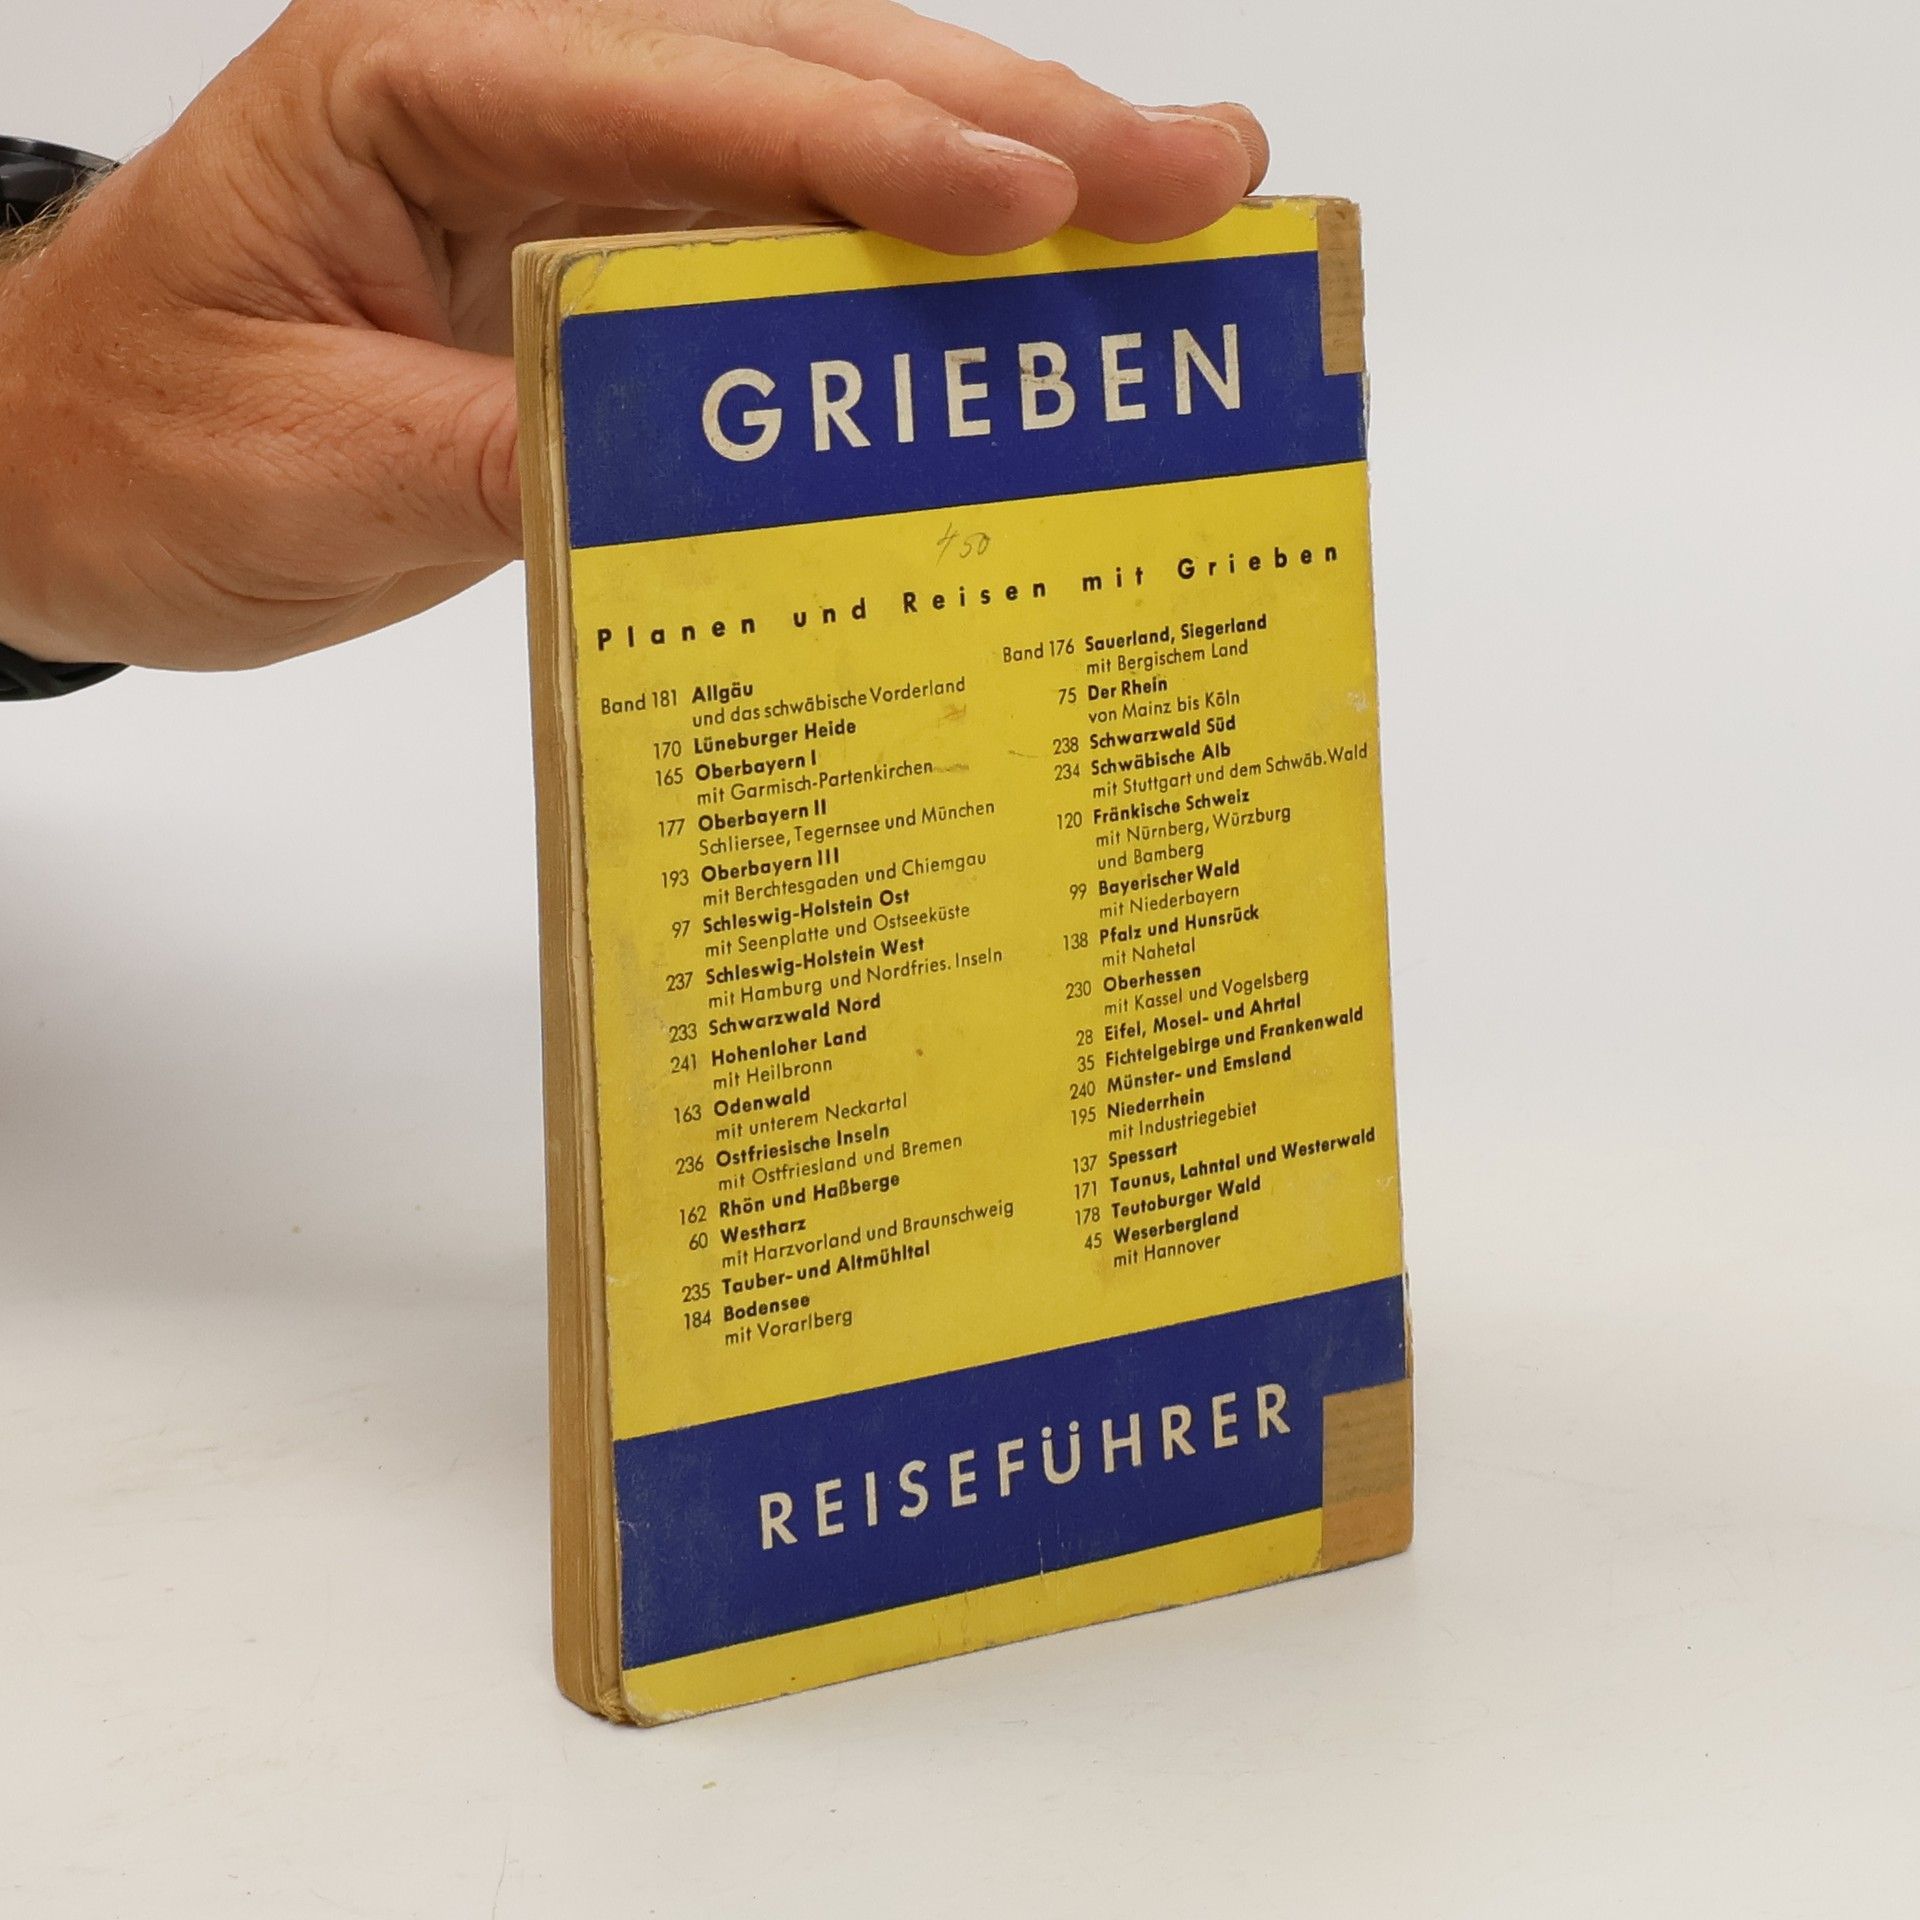 GRIEBEN
450
Planen und Reisen mit Grieben
Band 181 Allgäu
und das schwäbische Vorderland
170 Lüneburger Heide
165 Oberbayern I
mit Garmisch-Partenkirchen
177 Oberbayern II
Schliersee, Tegernsee und München
193 Oberbayern III
mit Berchtesgaden und Chiemgau
97 Schleswig-Holstein Ost
mit Seenplatte und Ostseeküste
237 Schleswig-Holstein West
mit Hamburg und Nordfries. Inseln
233 Schwarzwald Nord
241 Hohenloher Land
mit Heilbronn
163 Odenwald
mit unterem Neckartal
236 Ostfriesische Inseln
mit Ostfriesland und Bremen
162 Rhön und Haßberge
60 Westharz
mit Harzvorland und Braunschweig
235 Tauber- und Altmühltal
184 Bodensee
mit Vorarlberg
Band 176 Sauerland, Siegerland
mit Bergischem Land
75 Der Rhein
von Mainz bis Köln
238 Schwarzwald Süd
234 Schwäbische Alb
mit Stuttgart und dem Schwäb. Wald
120 Fränkische Schweiz
mit Nürnberg, Würzburg
und Bamberg
99 Bayerischer Wald
mit Niederbayern
138 Pfalz und Hunsrück
mit Nahetal
230 Oberhessen
mit Kassel und Vogelsberg
28 Eifel, Mosel- und Ahrtal
35 Fichtelgebirge und Frankenwald
240 Münster- und Emsland
195 Niederrhein
mit Industriegebiet
137 Spessart
171 Taunus, Lahntal und Westerwald
178 Teutoburger Wald
45 Weserbergland
mit Hannover
REISEFÜHRER